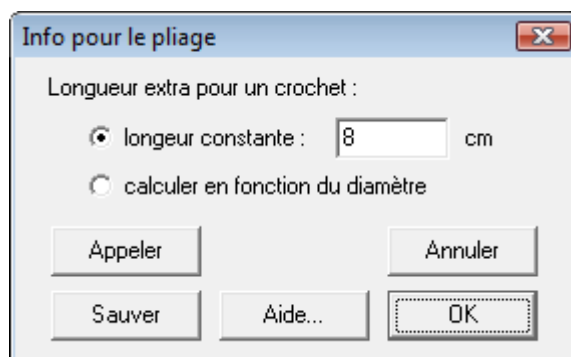 Info pour le pliage
Longueur extra pour un crochet :
longeur constante : 8 cm
calculer en fonction du diamètre
Appeler Annuler
Sauver Aide... OK